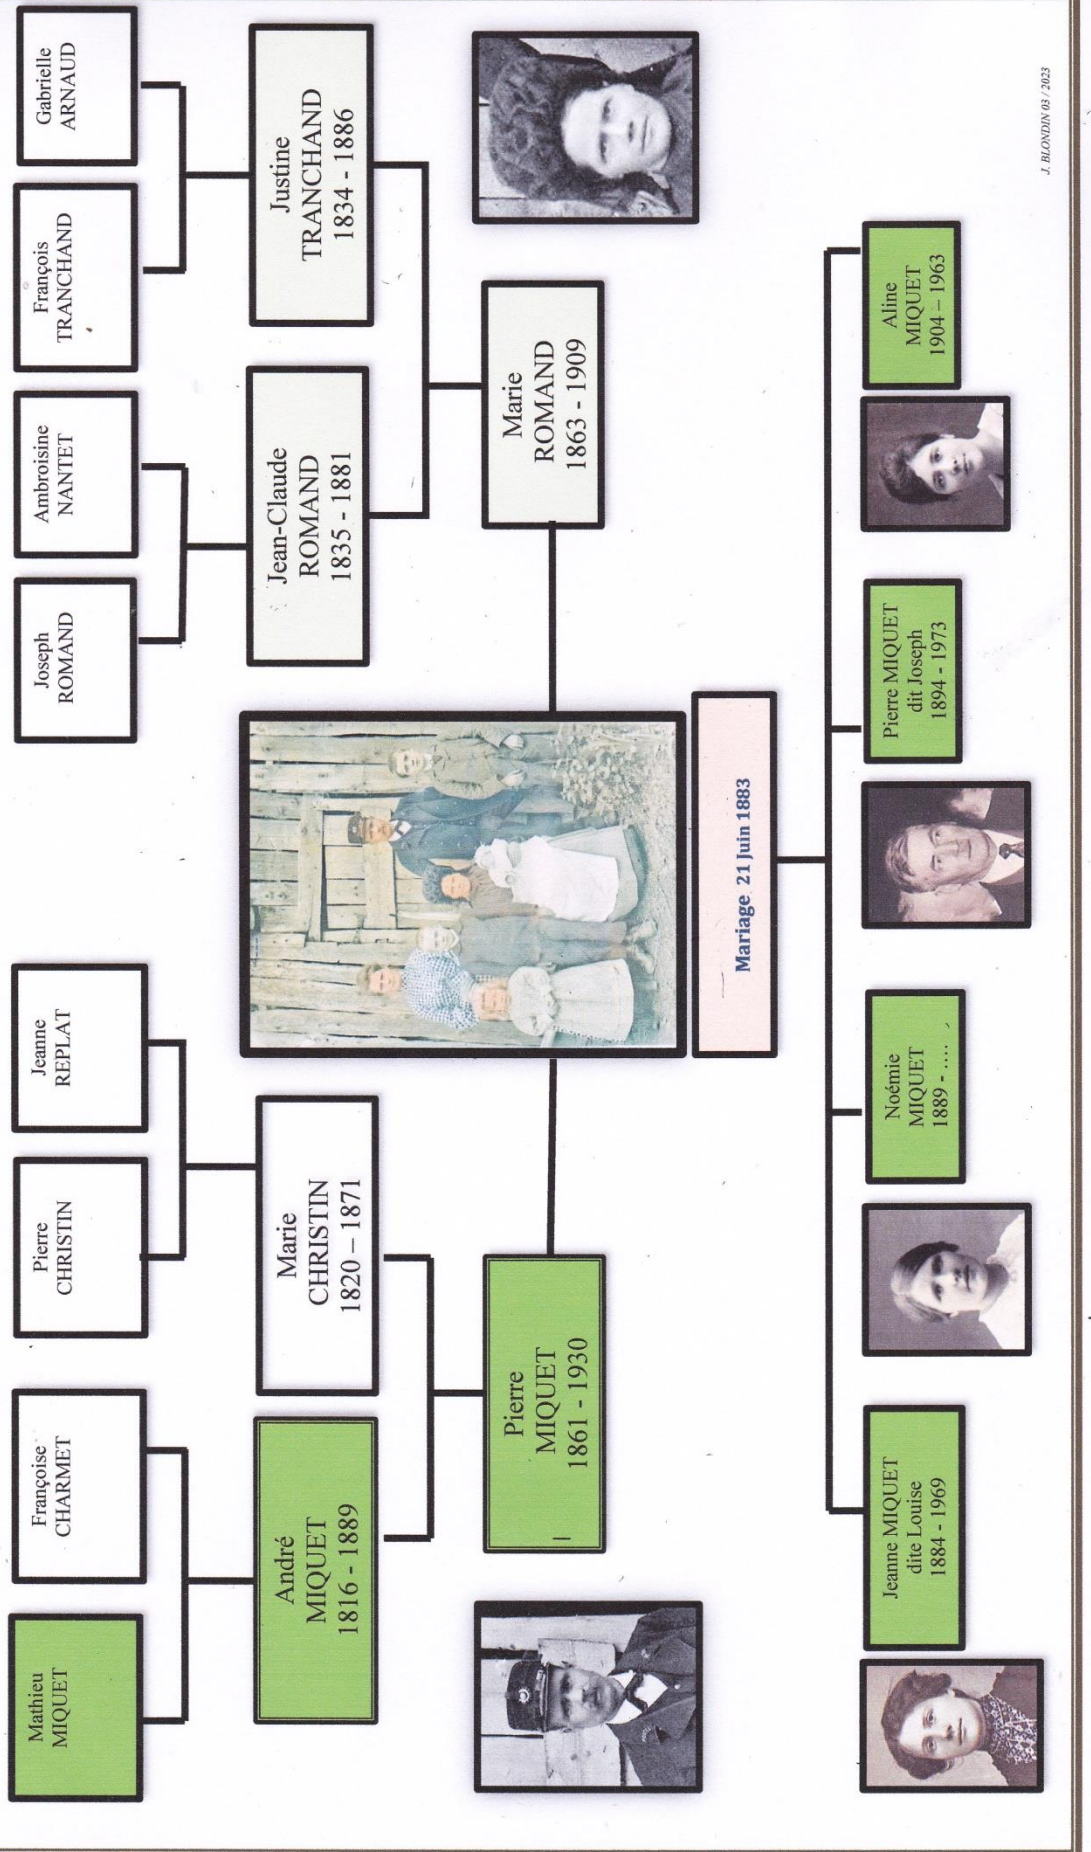 Mathieu
MIQUET
Françoise
CHARMET
Pierre
CHRISTIN
Jeanne
REPLAT
Joseph
ROMAND
Ambroisine
NANTET
François
TRANCHAND
Gabrielle
ARNAUD
André
MIQUET
1816 - 1889
Marie
CHRISTIN
1820 – 1871
Jean-Claude
ROMAND
1835 - 1881
Justine
TRANCHAND
1834 - 1886
Pierre
MIQUET
1861 - 1930
Marie
ROMAND
1863 - 1909
Mariage 21 Juin 1883
Jeanne MIQUET
dite Louise
1884 - 1969
Noémie
MIQUET
1889 - ....
Pierre MIQUET
dit Joseph
1894 - 1973
Aline
MIQUET
1904 – 1963
J. BLONDIN 03 / 2023